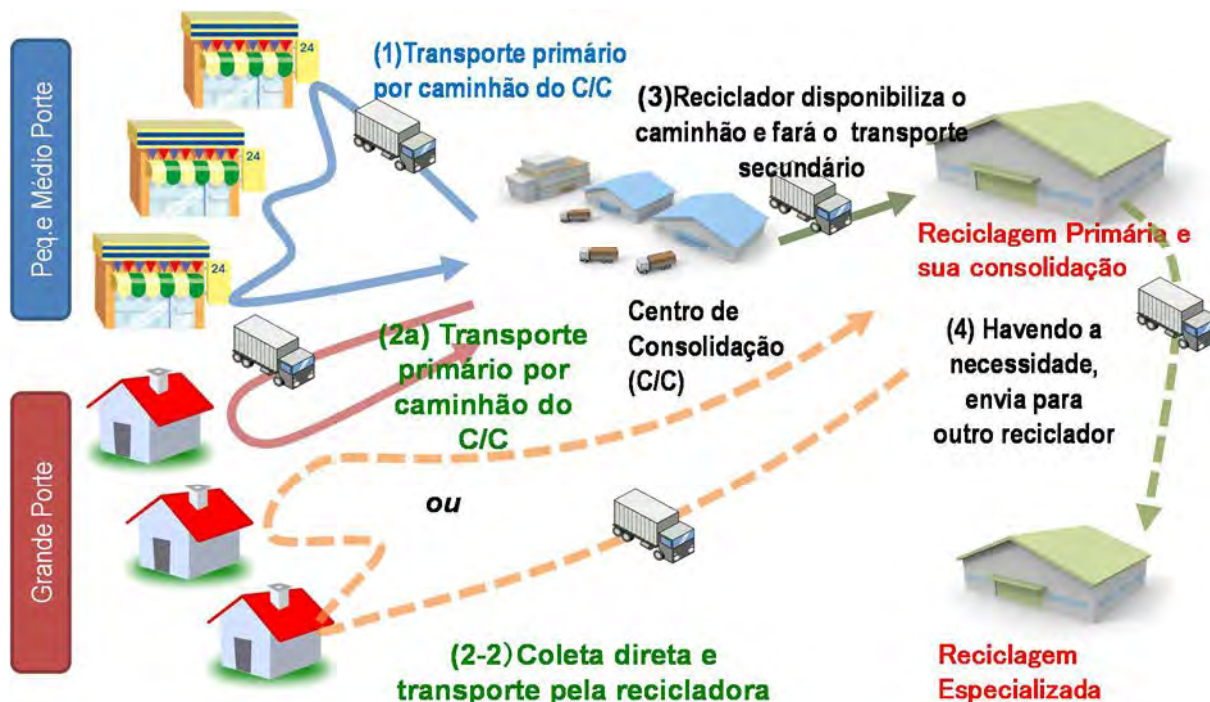 Peq.e Médio Porte
24
24
24
(1)Transporte primário
por caminhão do C/C
(3)Reciclador disponibiliza o
caminhão e fará o transporte
secundário
Reciclagem Primária e
sua consolidação
Centro de
Consolidação
(C/C)
(2a) Transporte
primário por
caminhão do
C/C
(4) Havendo a
necessidade,
envia para
outro reciclador
Grande Porte
ou
(2-2)Coleta direta e
transporte pela recicladora
Reciclagem
Especializada